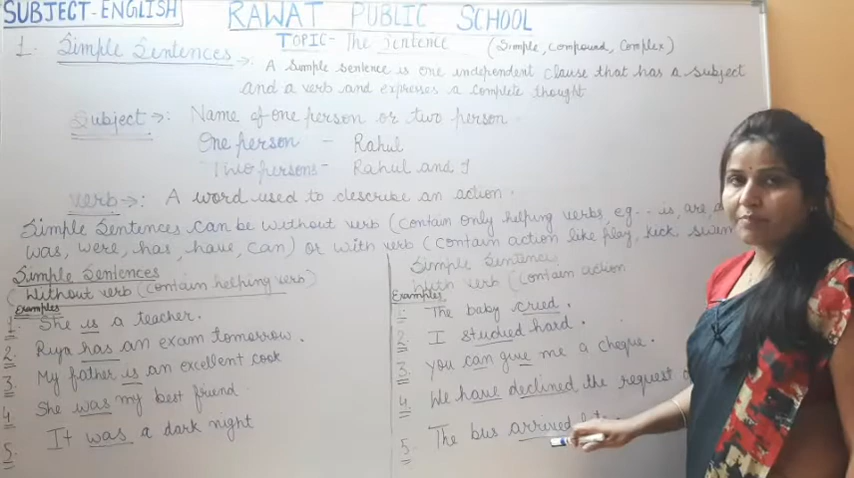 SUBJECT-ENGLISH
RAWAT PUBLIC SCHOOL
TOPIC- The Sentence (Simple, Compound, Complex)
1. Simple Sentences →: A simple sentence is one independent clause that has a subject
and a verb and expresses a complete thought
Subject →: Name of one person or two person
One person - Rahul
Two persons - Rahul and I
Verb →: A word used to describe an action.
Simple Sentences can be without verb (contain only helping verbs, eg -- is, are,
was, were, has, have, can) or with verb (contain action like play, kick swim
Simple Sentences
(Without verb (contain helping verb)
Examples
1. She is a teacher.
2. Riya has an exam tomorrow.
3. My father is an excellent cook
4. She was my best friend
5. It was a dark night
Simple Sentence
With verb (contain action
Examples
1. The baby cried.
2. I studied hard.
3. You can give me a cheque.
4. We have declined the request
5. The bus arrived